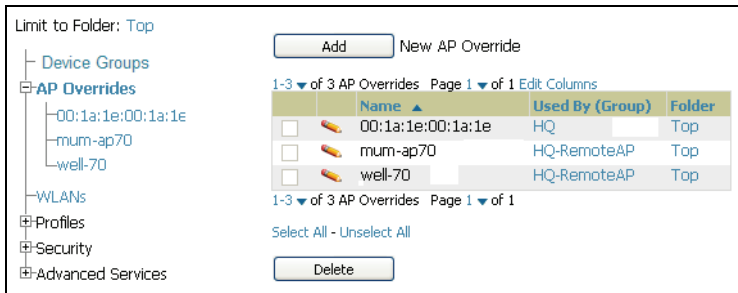 Limit to Folder: Top
Device Groups
AP Overrides
00:1a:1e:00:1a:1e
mum-ap70
well-70
WLANs
Profiles
Security
Advanced Services
Add New AP Override
1-3 of 3 AP Overrides Page 1 of 1 Edit Columns
Name Used By (Group) Folder
00:1a:1e:00:1a:1e HQ Top
mum-ap70 HQ-RemoteAP Top
well-70 HQ-RemoteAP Top
1-3 of 3 AP Overrides Page 1 of 1
Select All - Unselect All
Delete